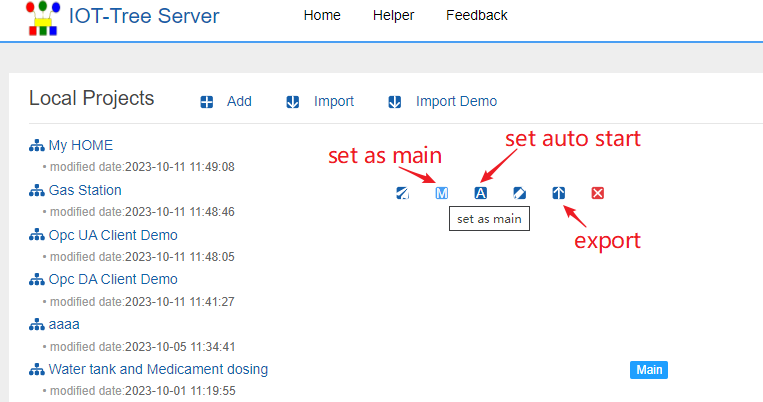 IOT-Tree Server Home Helper Feedback
Local Projects Add Import Import Demo
My HOME
• modified date:2023-10-11 11:49:08
set as main
set auto start
Gas Station
M A
• modified date:2023-10-11 11:48:46
set as main
export
Opc UA Client Demo
• modified date:2023-10-11 11:48:05
Opc DA Client Demo
• modified date:2023-10-11 11:41:27
aaaa
• modified date:2023-10-05 11:34:41
Water tank and Medicament dosing Main
• modified date:2023-10-01 11:19:55